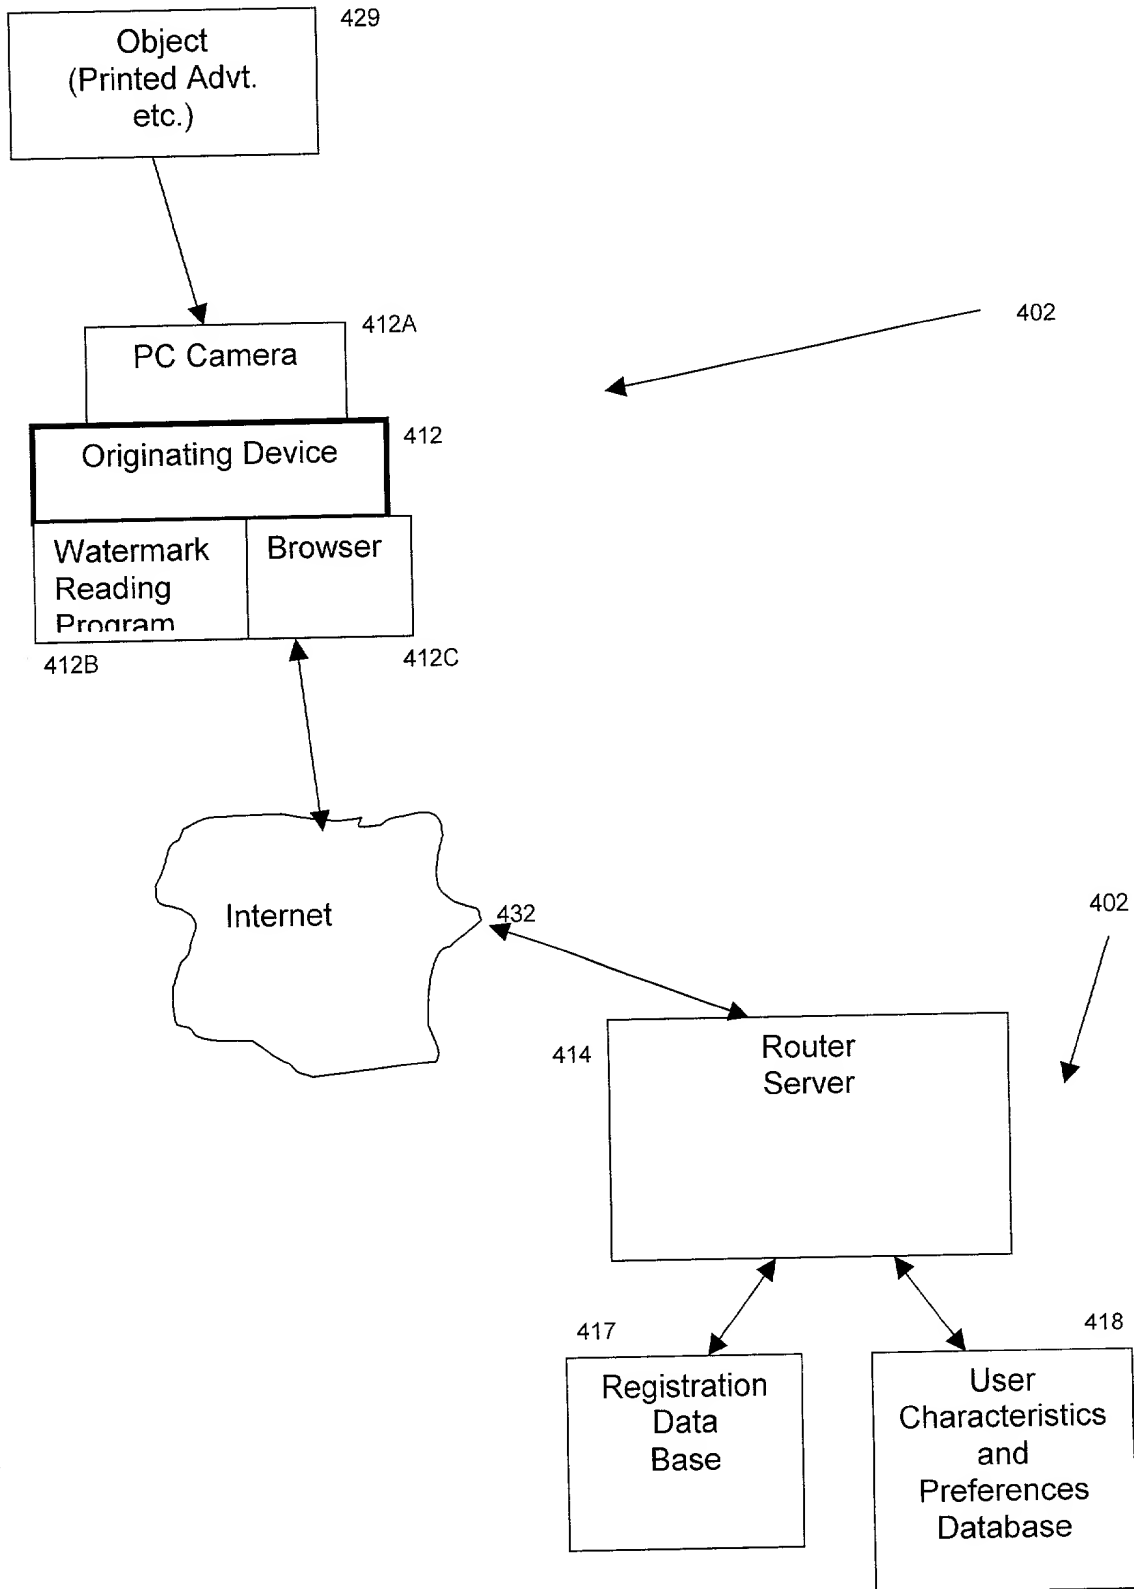 429
Object
(Printed Advt.
etc.)
412A
PC Camera
402
412
Originating Device
Watermark
Reading
Program
Browser
412B
412C
Internet
432
402
414
Router
Server
417
418
Registration
Data
Base
User
Characteristics
and
Preferences
Database